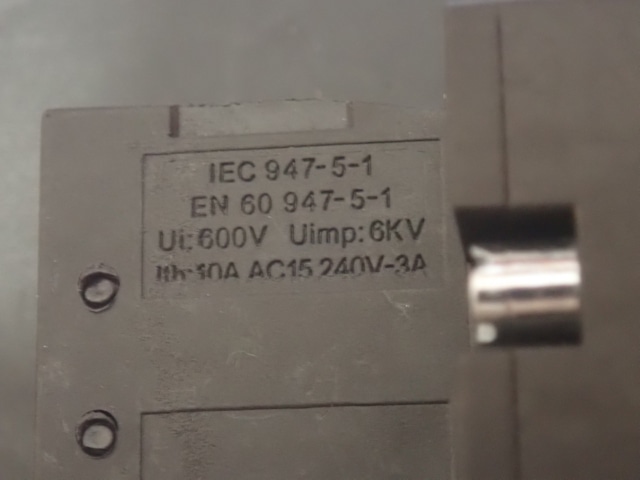 IEC 947-5-1
EN 60 947-5-1
Ui:600V Uimp:6KV
Ith:10A AC15 240V-3A